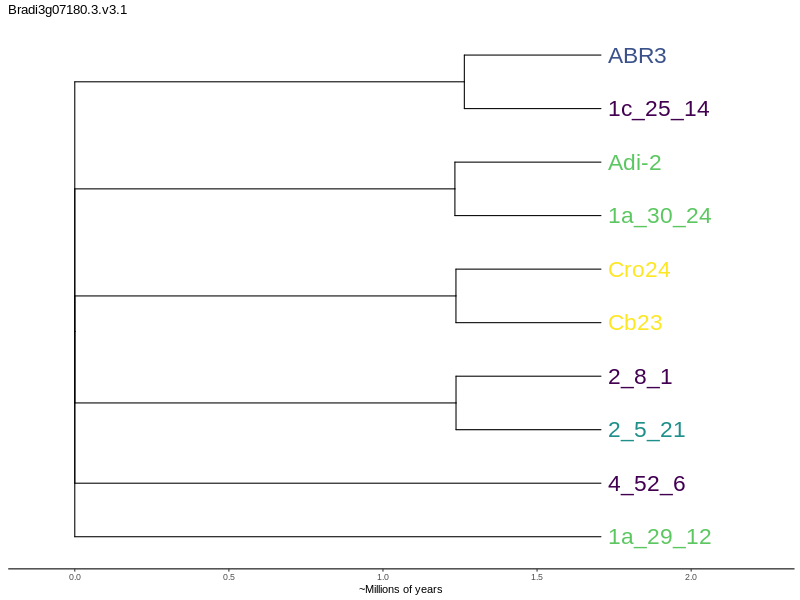 Bradi3g07180.3.v3.1
ABR3
1c_25_14
Adi-2
1a_30_24
Cro24
Cb23
2_8_1
2_5_21
4_52_6
1a_29_12
0.0 0.5 1.0 1.5 2.0
~Millions of years